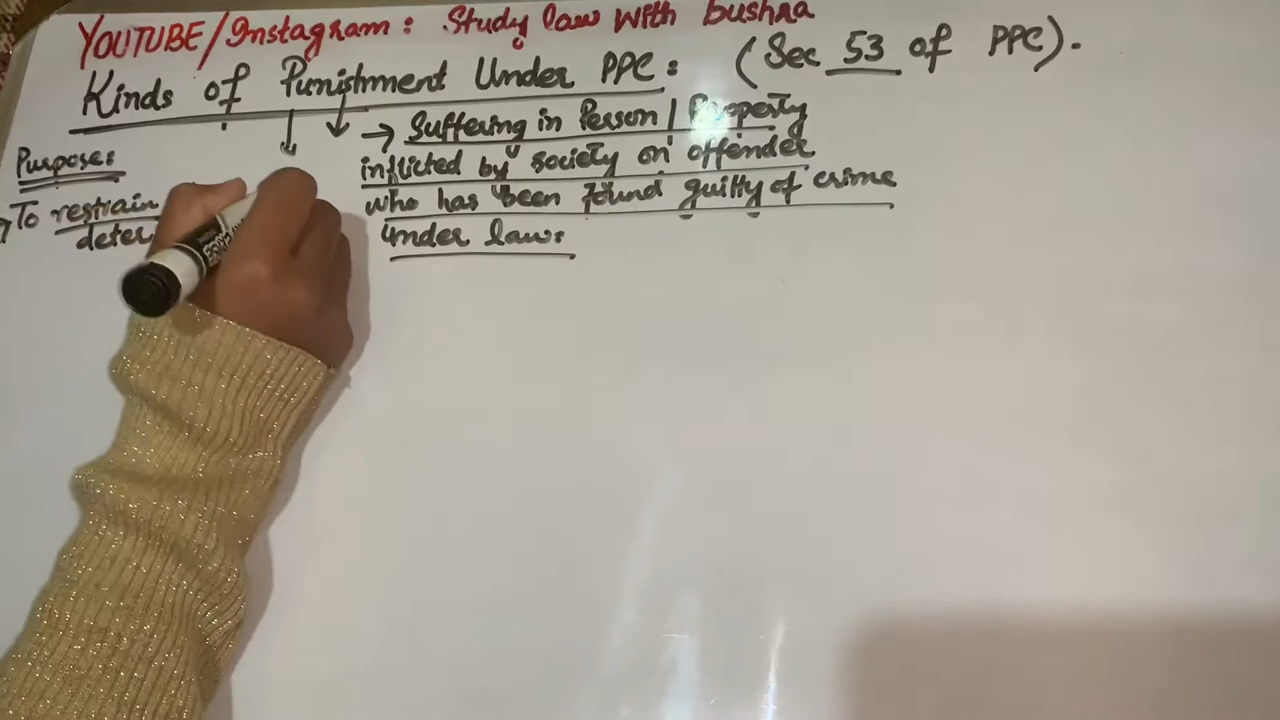 YOUTUBE/Instagram: Study law with bushra
Kinds of Punishment Under PPC: (Sec 53 of PPC).
→ Suffering in Person / Property
inflicted by society on offender
who has been found guilty of crime
Under law:
Purpose:
→ To restrain
deter